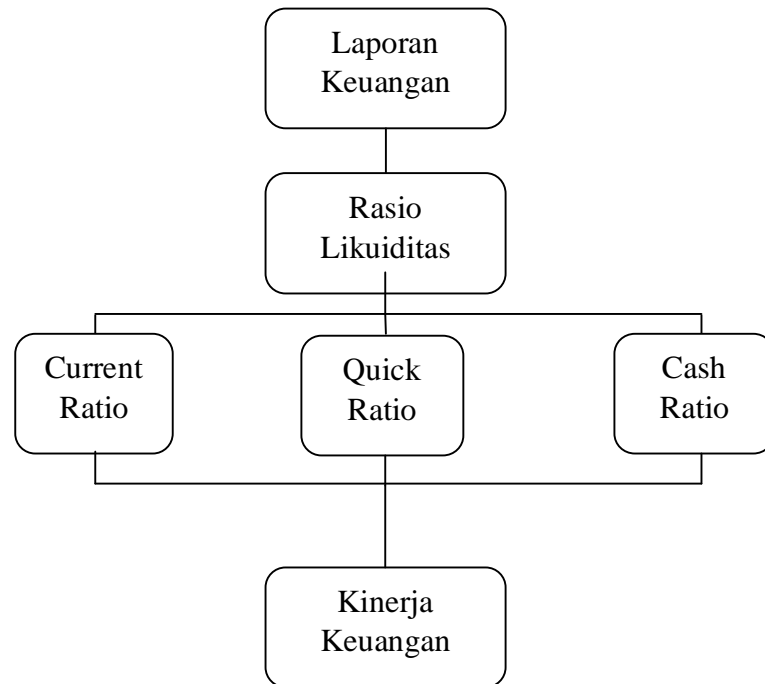 Laporan
Keuangan
Rasio
Likuiditas
Current
Ratio
Quick
Ratio
Cash
Ratio
Kinerja
Keuangan